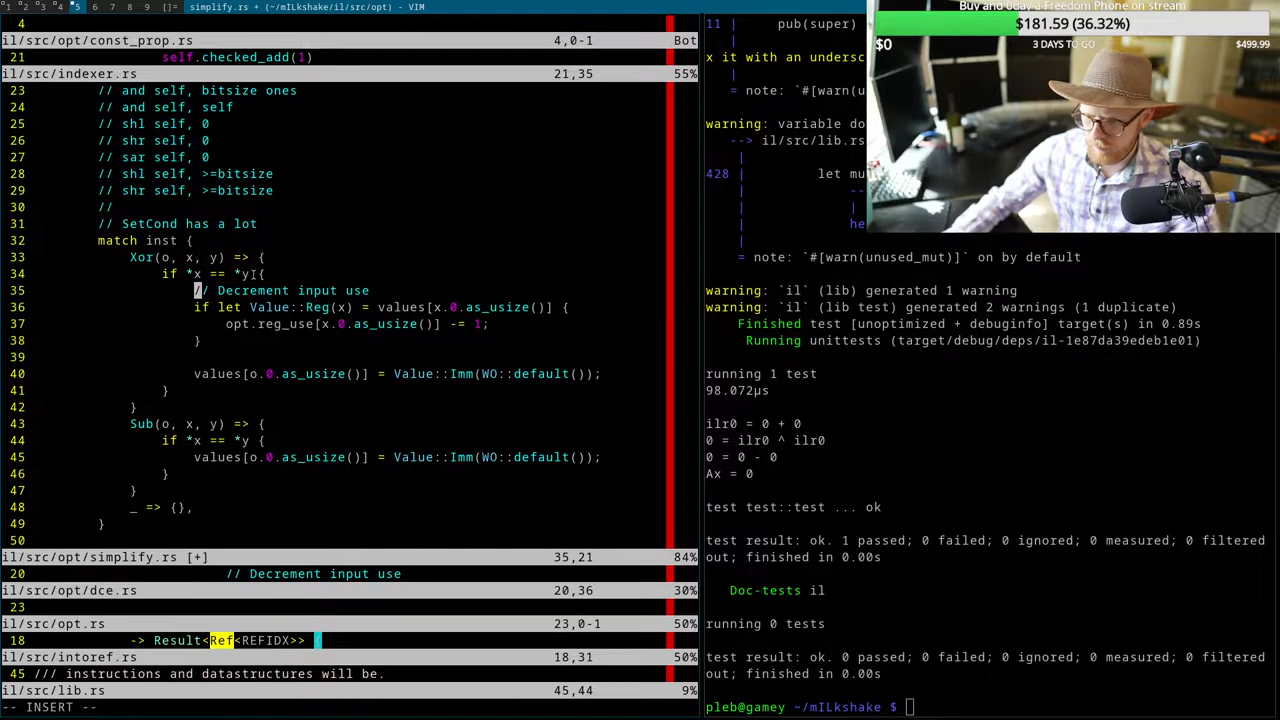 1 2 3 4 5 6 7 8 9 []= simplify.rs + (~/mILkshake/il/src/opt) - VIM
4
il/src/opt/const_prop.rs 4,0-1 Bot
21 self.checked_add(1)
il/src/indexer.rs 21,35 55%
23 // and self, bitsize ones
24 // and self, self
25 // shl self, 0
26 // shr self, 0
27 // sar self, 0
28 // shl self, >=bitsize
29 // shr self, >=bitsize
30 //
31 // SetCond has a lot
32 match inst {
33 Xor(o, x, y) => {
34 if *x == *y {
35 // Decrement input use
36 if let Value::Reg(x) = values[x.0.as_usize()] {
37 opt.reg_use[x.0.as_usize()] -= 1;
38 }
39
40 values[o.0.as_usize()] = Value::Imm(WO::default());
41 }
42 }
43 Sub(o, x, y) => {
44 if *x == *y {
45 values[o.0.as_usize()] = Value::Imm(WO::default());
46 }
47 }
48 _ => {},
49 }
50
il/src/opt/simplify.rs [+] 35,21 84%
20 // Decrement input use
il/src/opt/dce.rs 20,36 30%
23
il/src/opt.rs 23,0-1 50%
18 -> Result<Ref<REFIDX>> {
il/src/intoref.rs 18,31 50%
45 /// instructions and datastructures will be.
il/src/lib.rs 45,44 9%
-- INSERT --
11 | pub(super)
|
x it with an undersc
|
= note: `#[warn(u
warning: variable do
--> il/src/lib.rs
|
428 | let mu
| --
| |
| he
|
= note: `#[warn(unused_mut)]` on by default
warning: `il` (lib) generated 1 warning
warning: `il` (lib test) generated 2 warnings (1 duplicate)
Finished test [unoptimized + debuginfo] target(s) in 0.89s
Running unittests (target/debug/deps/il-1e87da39edeb1e01)
running 1 test
98.072µs
ilr0 = 0 + 0
0 = ilr0 ^ ilr0
0 = 0 - 0
Ax = 0
test test::test ... ok
test result: ok. 1 passed; 0 failed; 0 ignored; 0 measured; 0 filtered
out; finished in 0.00s
Doc-tests il
running 0 tests
test result: ok. 0 passed; 0 failed; 0 ignored; 0 measured; 0 filtered
out; finished in 0.00s
pleb@gamey ~/mILkshake $
Buy and 0day a Freedom Phone on stream
$181.59 (36.32%)
$0 3 DAYS TO GO $499.99